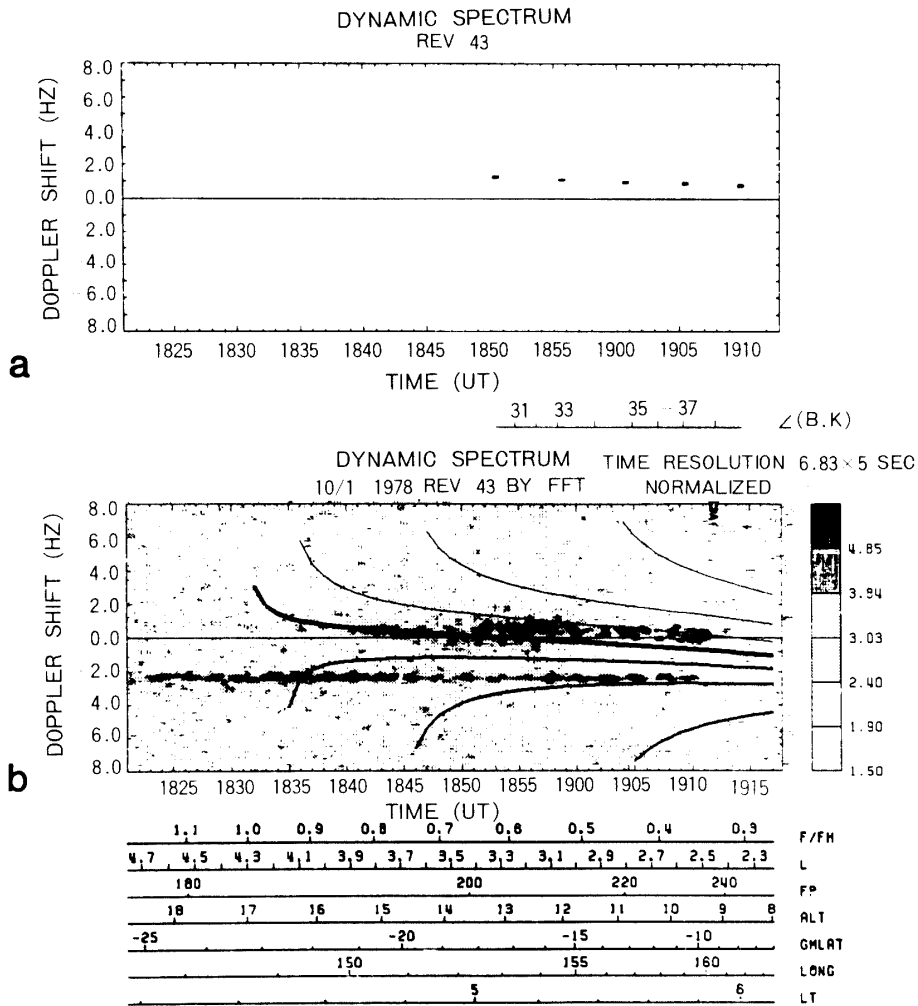 DYNAMIC SPECTRUM
REV 43
8.0
6.0
4.0
2.0
0.0
2.0
4.0
6.0
8.0
DOPPLER SHIFT (HZ)
1825 1830 1835 1840 1845 1850 1855 1900 1905 1910
TIME (UT)
a
31 33 35 37 ∠(B.K)
DYNAMIC SPECTRUM TIME RESOLUTION 6.83×5 SEC
10/1 1978 REV 43 BY FFT NORMALIZED
8.0
6.0
4.0
2.0
0.0
2.0
4.0
6.0
8.0
DOPPLER SHIFT (HZ)
4.85
3.94
3.03
2.40
1.90
1.50
1825 1830 1835 1840 1845 1850 1855 1900 1905 1910 1915
TIME (UT)
b
1.1 1.0 0.9 0.8 0.7 0.6 0.5 0.4 0.3 F/FH
4.7 4.5 4.3 4.1 3.9 3.7 3.5 3.3 3.1 2.9 2.7 2.5 2.3 L
180 200 220 240 FP
18 17 16 15 14 13 12 11 10 9 8 ALT
-25 -20 -15 -10 GMLAT
150 155 160 LONG
5 6 LT